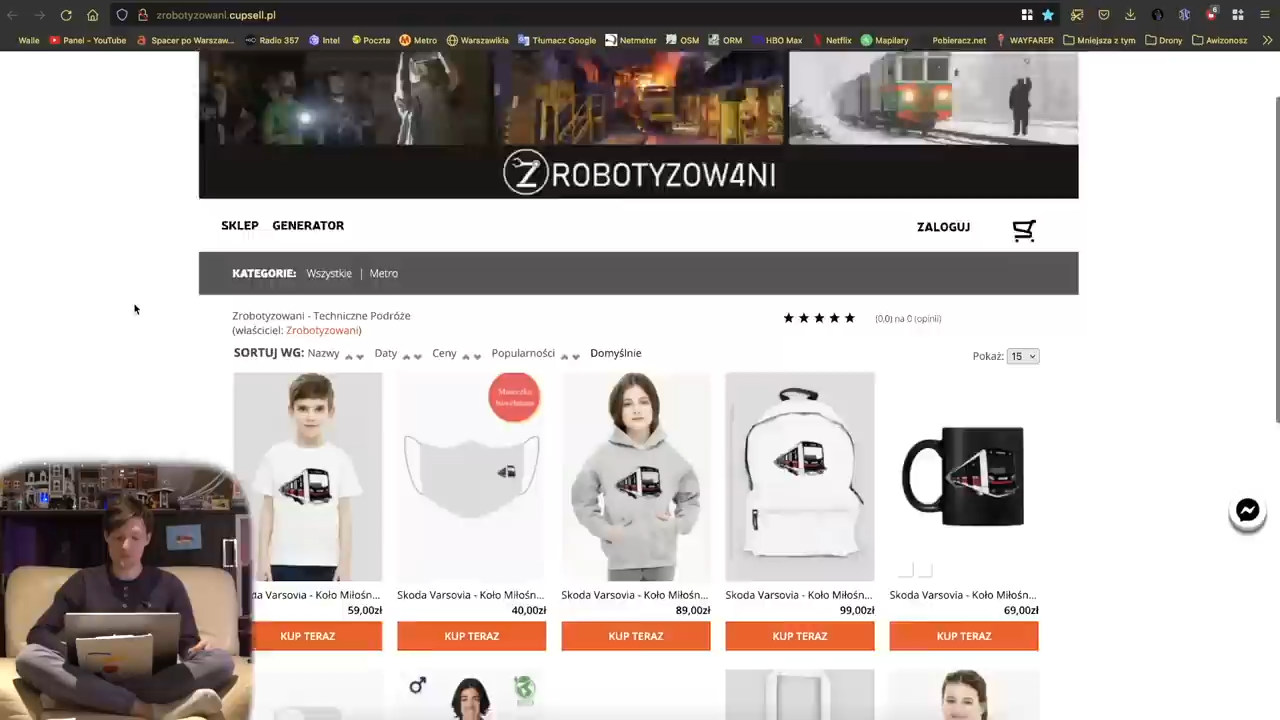 zrobotyzowani.cupsell.pl
6
Walle
Panel - YouTube
Spacer po Warszaw...
Radio 357
Intel
Poczta
Metro
Warszawikia
Tłumacz Google
Netmeter
OSM
ORM
HBO Max
Netflix
Mapilary
Pobieracz.net
WAYFARER
Mniejsza z tym
Drony
Awizonosz
ZROBOTYZOW4NI
SKLEP
GENERATOR
ZALOGUJ
KATEGORIE: Wszystkie | Metro
Zrobotyzowani - Techniczne Podróże
(właściciel: Zrobotyzowani)
(0,0) na 0 (opinii)
SORTUJ WG: Nazwy Daty Ceny Popularności Domyślnie
Pokaż: 15
Maseczka
bawełniana
da Varsovia - Koło Miłośn...
Skoda Varsovia - Koło Miłośn...
Skoda Varsovia - Koło Miłośn...
Skoda Varsovia - Koło Miłośn...
Skoda Varsovia - Koło Miłośn...
59,00zł
40,00zł
89,00zł
99,00zł
69,00zł
KUP TERAZ
KUP TERAZ
KUP TERAZ
KUP TERAZ
KUP TERAZ